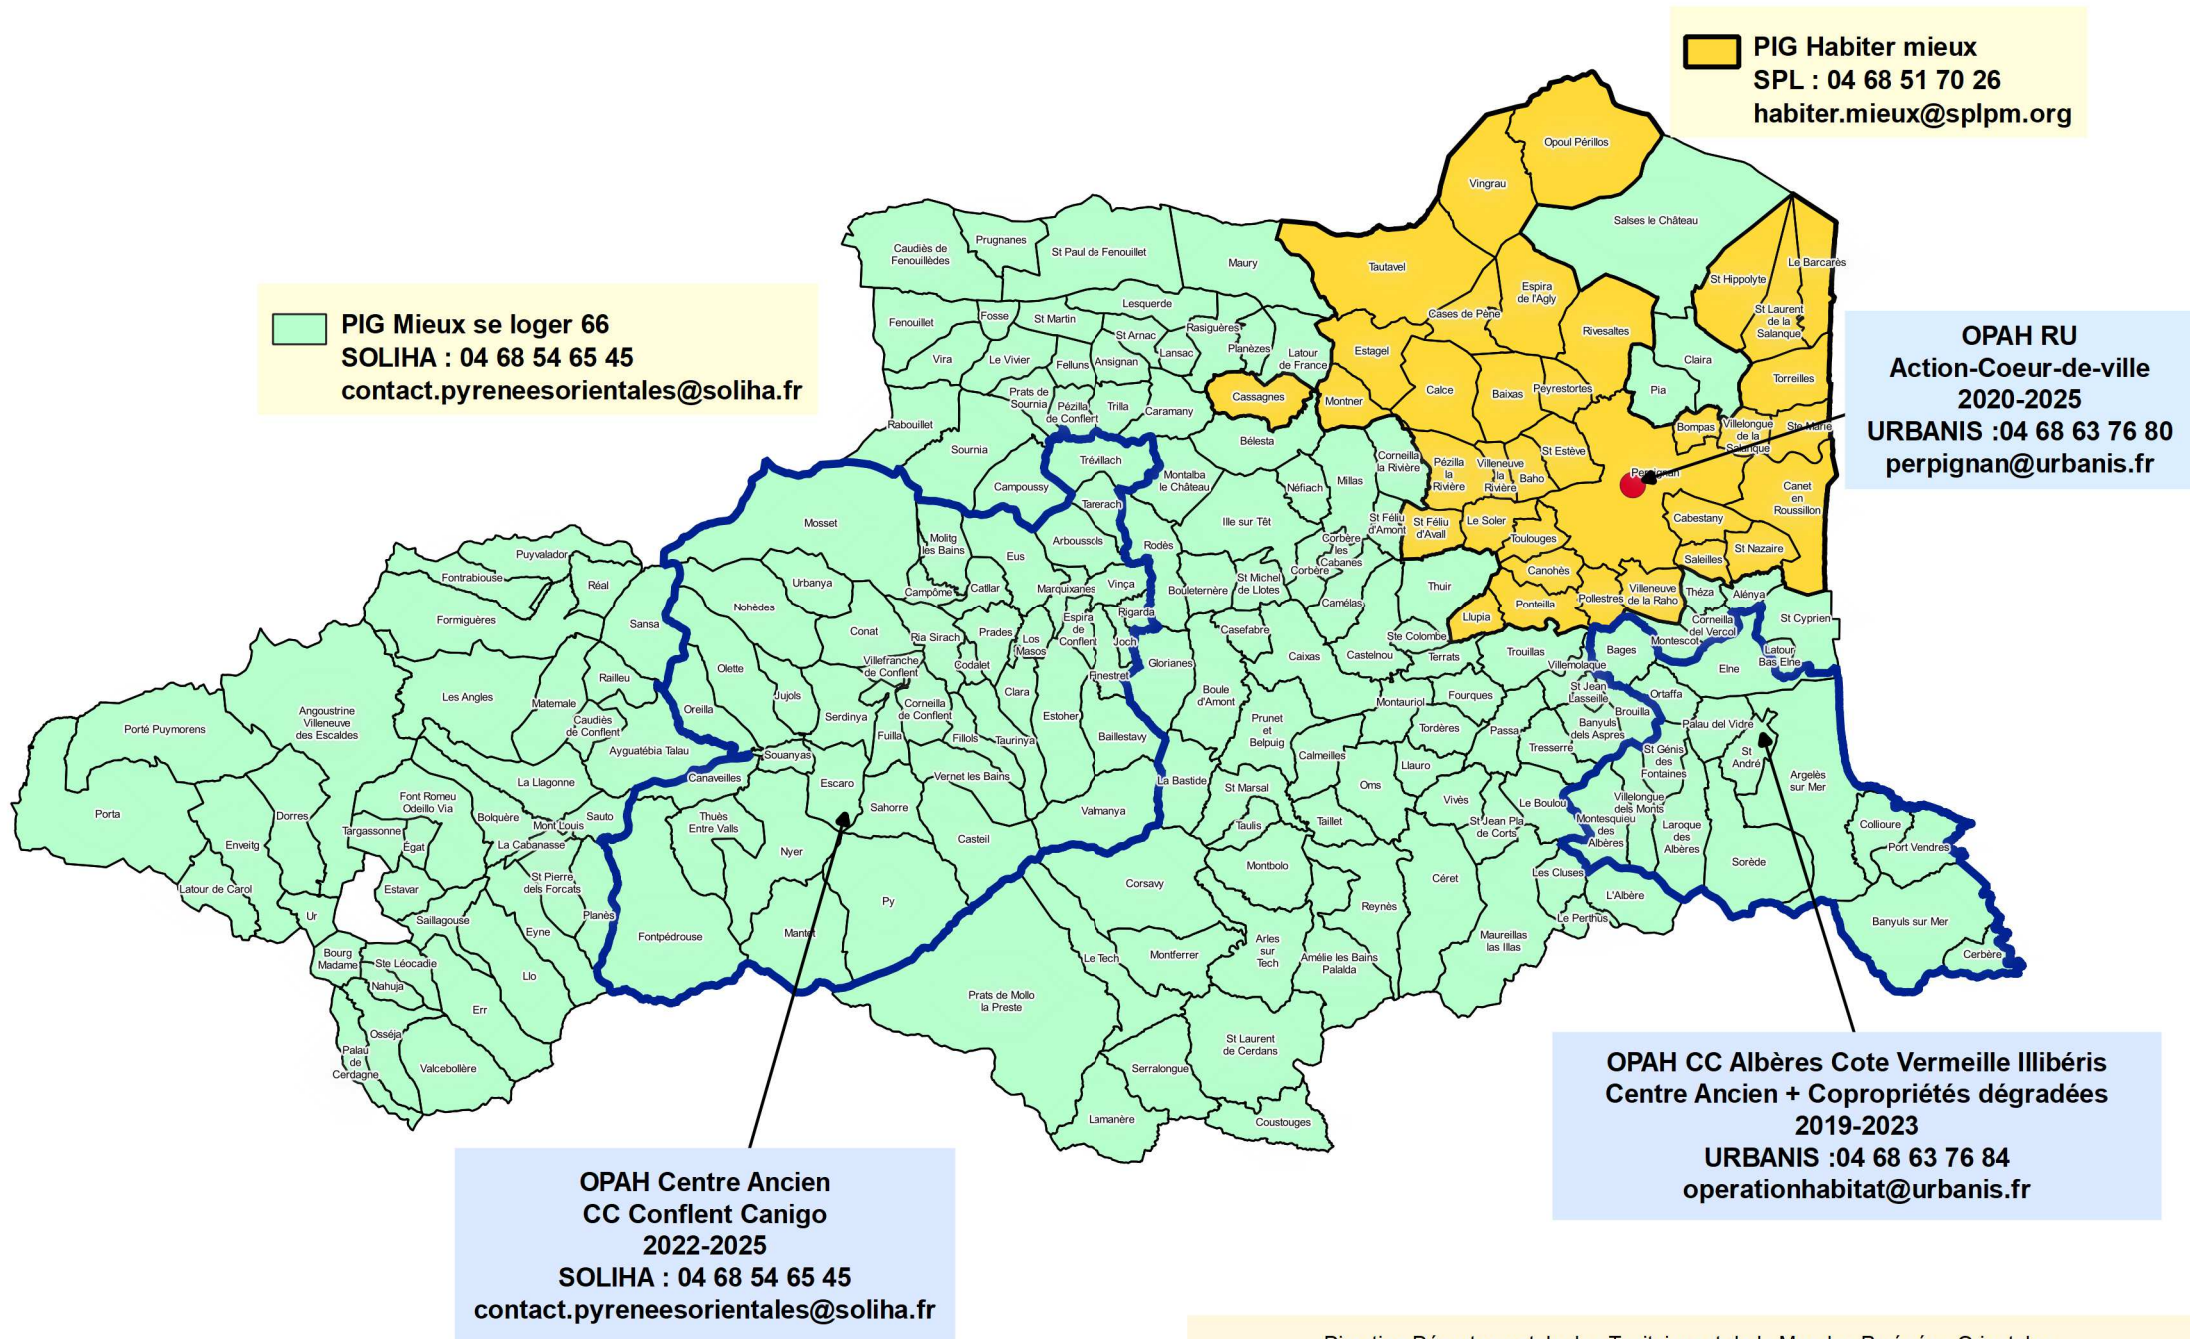 PIG Habiter mieux
SPL : 04 68 51 70 26
habiter.mieux@splpm.org
PIG Mieux se loger 66
SOLIHA : 04 68 54 65 45
contact.pyreneesorientales@soliha.fr
OPAH RU
Action-Coeur-de-ville
2020-2025
URBANIS :04 68 63 76 80
perpignan@urbanis.fr
Opoul Périllos
Vingrau
Salses le Château
Tautavel
Espira
de l'Agly
St Hippolyte
Le Barcarès
St Laurent
de la
Salanque
Cases de Pène
Rivesaltes
Claira
Pia
Torreilles
Estagel
Montner
Calce
Baixas
Peyrestortes
Cassagnes
Bompas
Villelongue
de la
Salanque
Ste Marie
St Estève
Pézilla
la
Rivière
Villeneuve
la
Rivière
Baho
Perpignan
Canet
en
Roussillon
Cabestany
St Féliu
d'Avall
Le Soler
Toulouges
Saleilles
St Nazaire
Canohès
Ponteilla
Pollestres
Villeneuve
de la Raho
Llupia
Caudiès de
Fenouillèdes
Prugnanes
St Paul de Fenouillet
Maury
Fenouillet
Fosse
St Martin
Lesquerde
St Arnac
Rasiguères
Vira
Le Vivier
Felluns
Ansignan
Lansac
Planèzes
Latour
de France
Prats de
Sournia
Pézilla
de Conflent
Trilla
Caramany
Rabouillet
Sournia
Bélesta
Trévillach
Campoussy
Montalba
le Château
Corneilla
la Rivière
Tarerach
Néfiach
Millas
Mosset
Ille sur Têt
St Féliu
d'Amont
Molitg
les Bains
Arboussols
Eus
Rodès
Corbère
les
Cabanes
Corbère
Puyvalador
Fontrabiouse
Réal
Urbanya
Nohèdes
Campôme
Catllar
Marquixanes
Vinça
Bouleternère
St Michel
de Llotes
Thuir
Théza
Alénya
Formiguères
Sansa
Conat
Ria Sirach
Prades
Los
Masos
Espira
de
Conflent
Rigarda
Joch
Camélas
Casefabre
Ste Colombe
Corneilla
del Vercol
St Cyprien
Montescot
Latour
Bas Elne
Villefranche
de Conflent
Codalet
Finestret
Glorianes
Caixas
Castelnou
Terrats
Trouillas
Villemolaque
Bages
Elne
Railleu
Olette
Jujols
Les Angles
Matemale
Clara
Boule
d'Amont
Fourques
St Jean
Lasseille
Ortaffa
Porté Puymorens
Angoustrine
Villeneuve
des Escaldes
Caudiès
de Conflent
Oreilla
Serdinya
Corneilla
de Conflent
Estoher
Montauriol
Brouilla
Ayguatébia Talau
Fuilla
Fillols
Taurinya
Baillestavy
Prunet
et
Belpuig
Tordères
Passa
Banyuls
dels Aspres
Palau del Vidre
Souanyas
Calmeilles
Tresserre
St Génis
des
Fontaines
St
André
La Llagonne
Canaveilles
Escaro
Vernet les Bains
La Bastide
Llauro
Argelès
sur Mer
Porta
Font Romeu
Odeillo Via
Bolquère
Sauto
Thuès
Entre Valls
Sahorre
Valmanya
St Marsal
Oms
Vivès
Le Boulou
Villelongue
dels Monts
Dorres
Targassonne
Mont Louis
Taulis
Taillet
St Jean Pla
de Corts
Montesquieu
des
Albères
Laroque
des
Albères
Collioure
Enveitg
Égat
La Cabanasse
Nyer
Casteil
Port Vendres
Montbolo
Sorède
Latour de Carol
Estavar
St Pierre
dels Forcats
Corsavy
Céret
Les Cluses
Ur
Saillagouse
Planès
Py
Reynès
L'Albère
Le Perthus
Banyuls sur Mer
Eyne
Fontpédrouse
Mantet
Maureillas
las Illas
Bourg
Madame
Ste Léocadie
Llo
Le Tech
Montferrer
Arles
sur
Tech
Amélie les Bains
Palalda
Cerbère
Nahuja
Err
Prats de Mollo
la Preste
Osséja
Palau
de
Cerdagne
Valcebollère
St Laurent
de Cerdans
Serralongue
Lamanère
Coustouges
OPAH CC Albères Cote Vermeille Illibéris
Centre Ancien + Copropriétés dégradées
2019-2023
URBANIS :04 68 63 76 84
operationhabitat@urbanis.fr
OPAH Centre Ancien
CC Conflent Canigo
2022-2025
SOLIHA : 04 68 54 65 45
contact.pyreneesorientales@soliha.fr